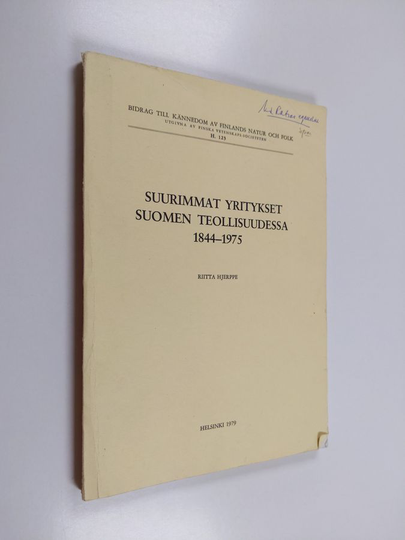 BIDRAG TILL KÄNNEDOM AV FINLANDS NATUR OCH FOLK
UTGIVNA AV FINSKA VETENSKAPS-SOCIETETEN
H. 123
SUURIMMAT YRITYKSET
SUOMEN TEOLLISUUDESSA
1844–1975
RIITTA HJERPPE
HELSINKI 1979